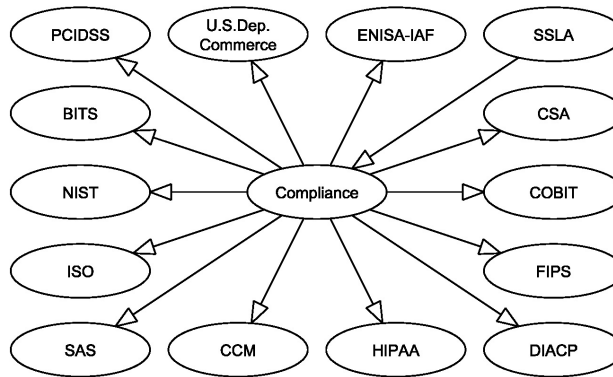 PCIDSS
U.S.Dep.
Commerce
ENISA-IAF
SSLA
BITS
CSA
NIST
Compliance
COBIT
ISO
FIPS
SAS
CCM
HIPAA
DIACP